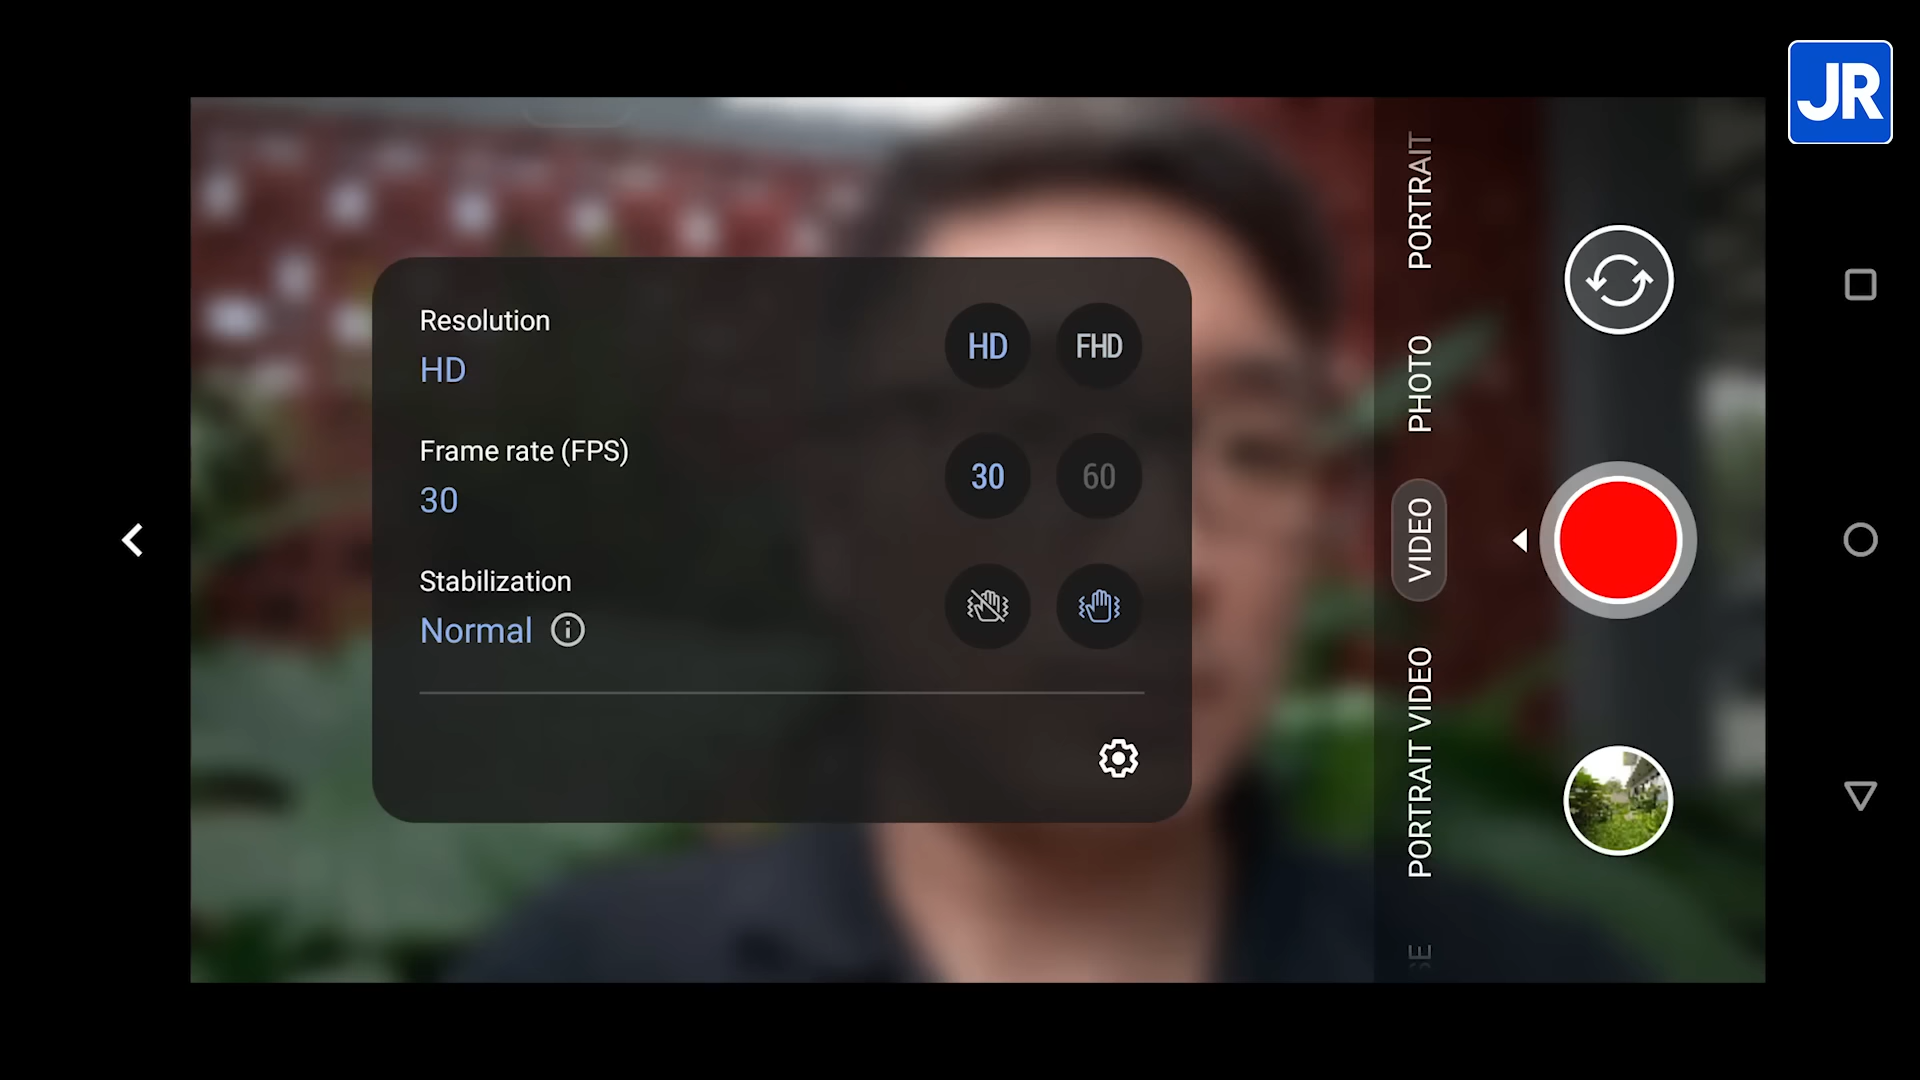 JR
Resolution
HD
HD
FHD
Frame rate (FPS)
30
30
60
Stabilization
Normal
PORTRAIT
PHOTO
VIDEO
PORTRAIT VIDEO